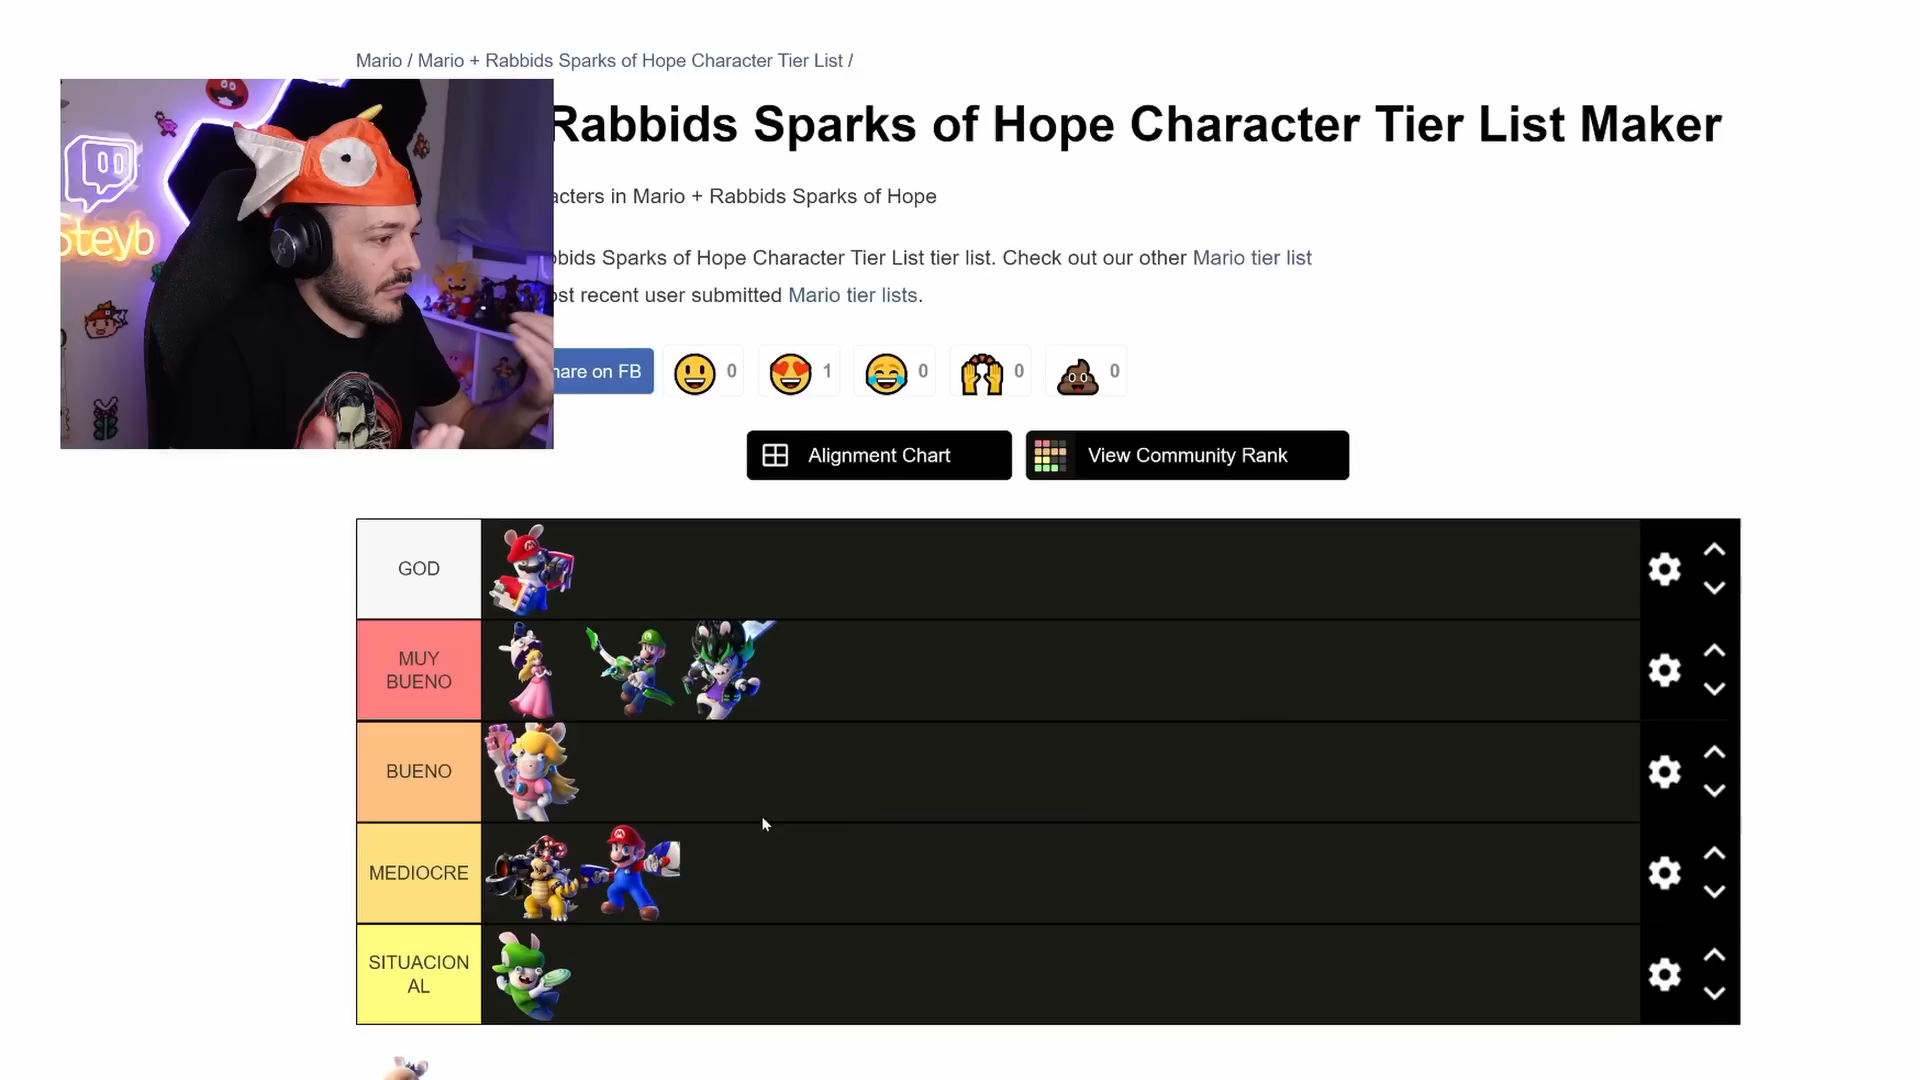 Mario / Mario + Rabbids Sparks of Hope Character Tier List /
Rabbids Sparks of Hope Character Tier List Maker
acters in Mario + Rabbids Sparks of Hope
bbids Sparks of Hope Character Tier List tier list. Check out our other Mario tier list
ost recent user submitted Mario tier lists.
Steyb
hare on FB
0
1
0
0
0
Alignment Chart
View Community Rank
GOD
MUY
BUENO
BUENO
MEDIOCRE
SITUACION
AL